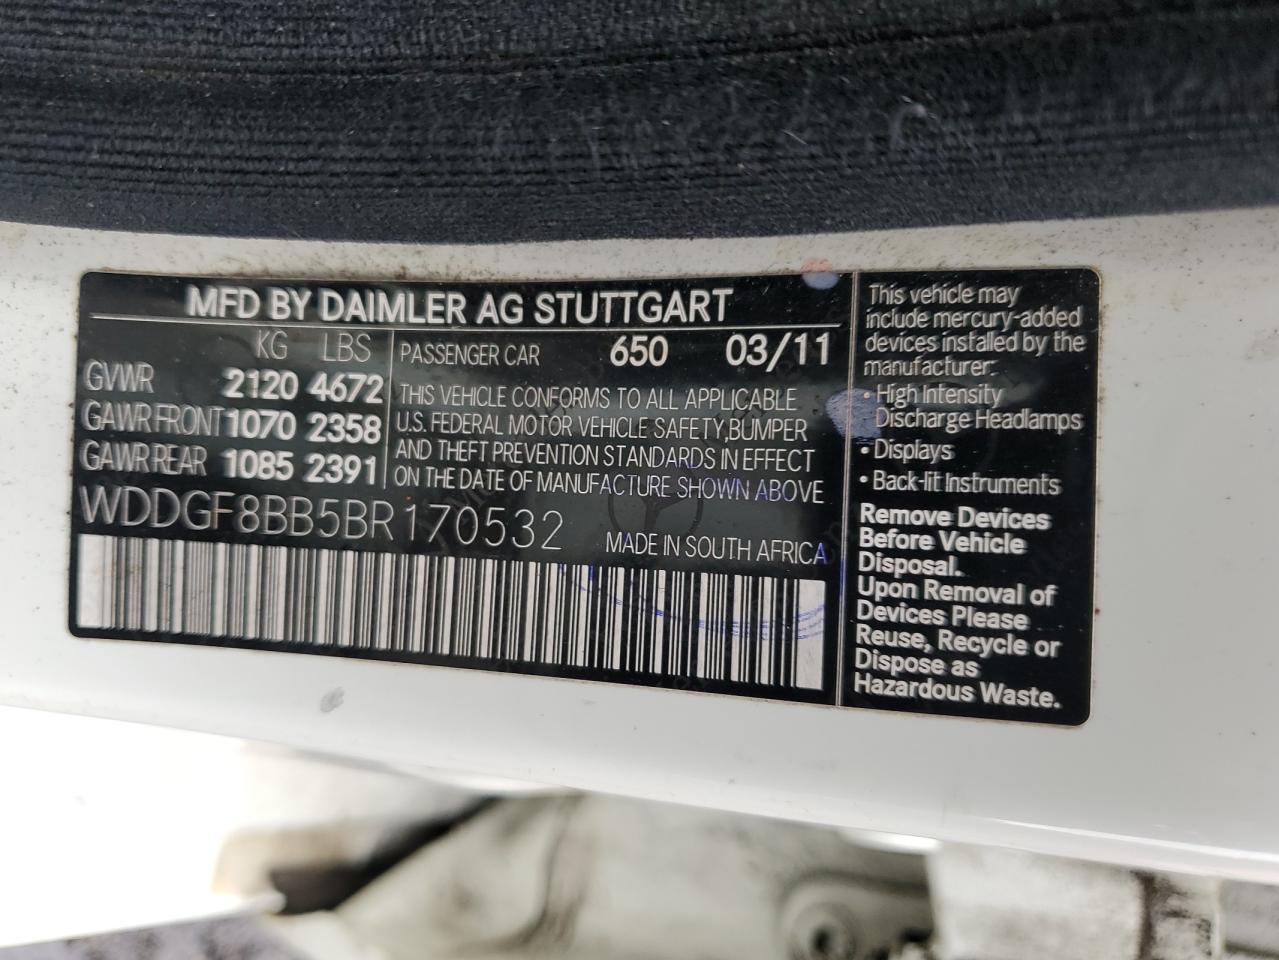 MFD BY DAIMLER AG STUTTGART
KG LBS
GVWR 2120 4672
GAWR FRONT 1070 2358
GAWR REAR 1085 2391
PASSENGER CAR 650 03/11
THIS VEHICLE CONFORMS TO ALL APPLICABLE
U.S. FEDERAL MOTOR VEHICLE SAFETY,BUMPER
AND THEFT PREVENTION STANDARDS IN EFFECT
ON THE DATE OF MANUFACTURE SHOWN ABOVE
WDDGF8BB5BR170532
MADE IN SOUTH AFRICA
This vehicle may
include mercury-added
devices installed by the
manufacturer:
• High Intensity
Discharge Headlamps
• Displays
• Back-lit Instruments
Remove Devices
Before Vehicle
Disposal.
Upon Removal of
Devices Please
Reuse, Recycle or
Dispose as
Hazardous Waste.